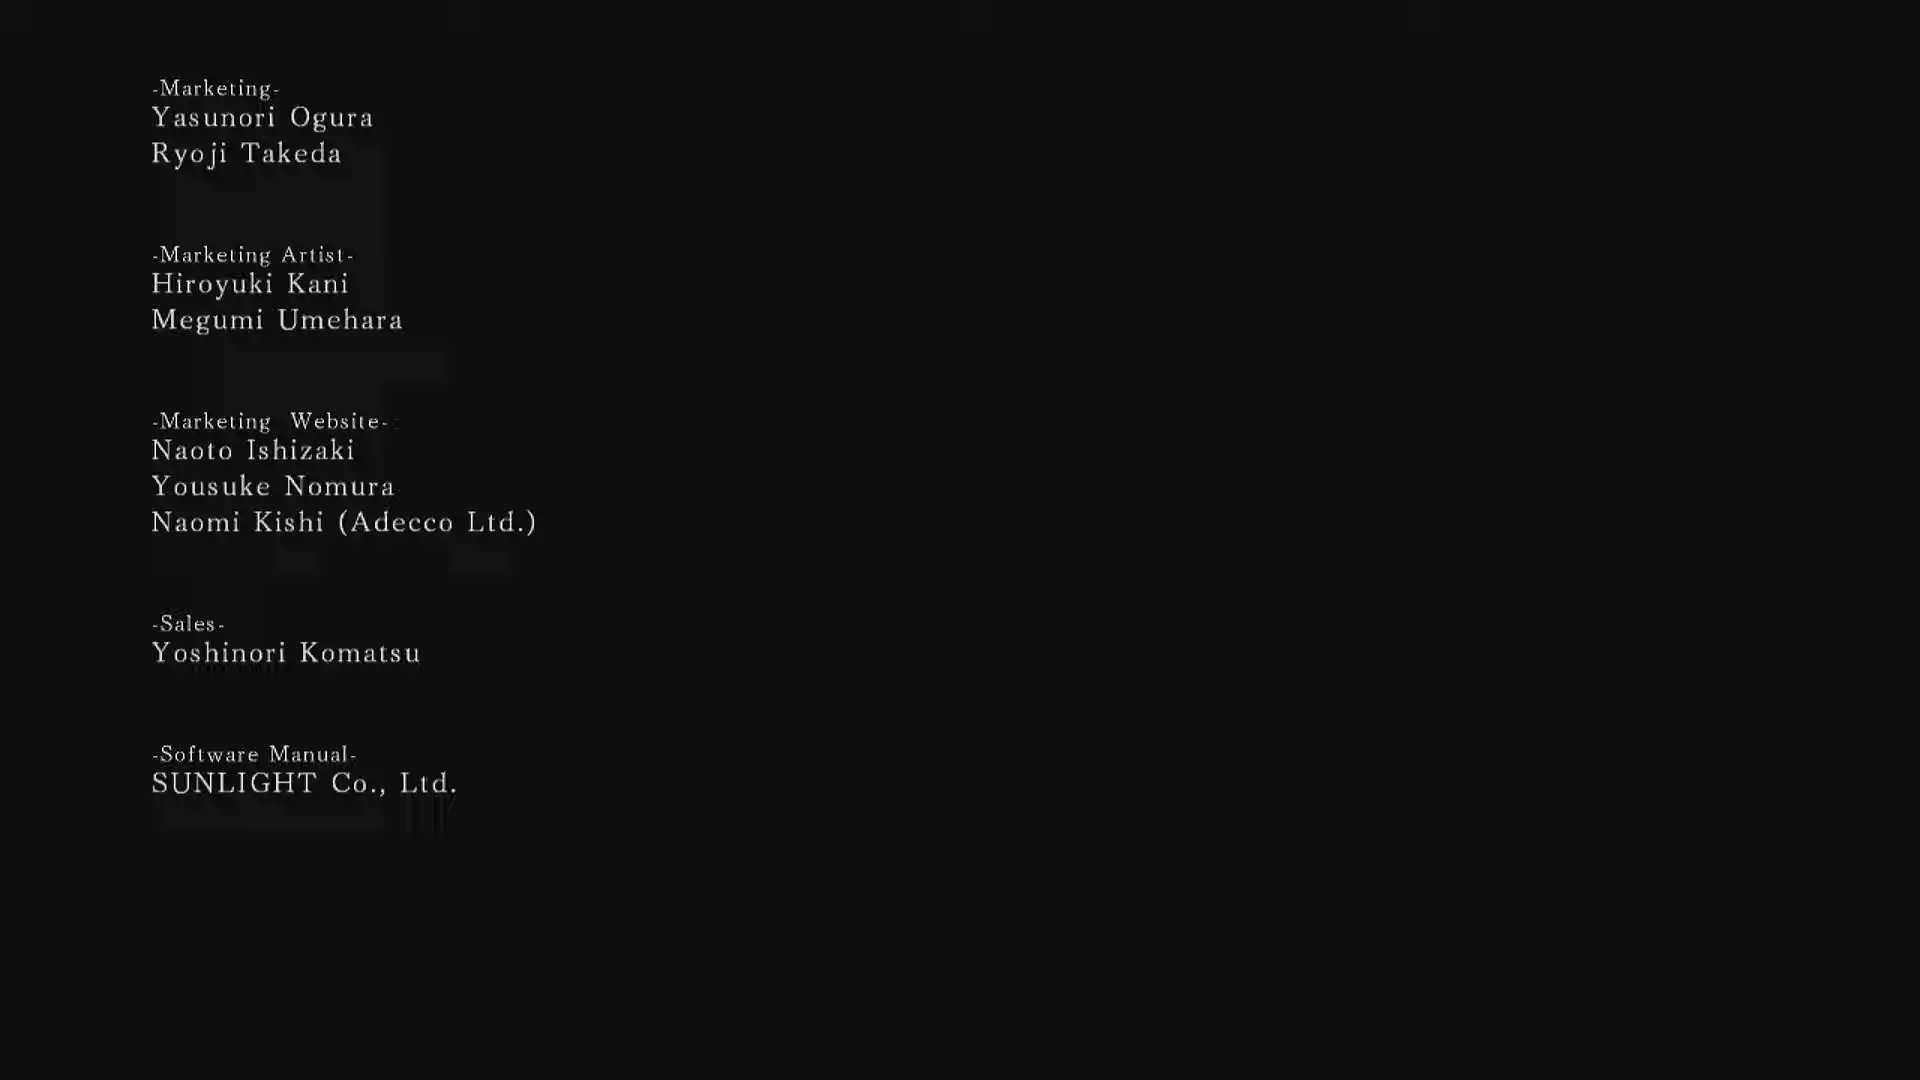 -Marketing-
Yasunori Ogura
Ryoji Takeda
-Marketing Artist-
Hiroyuki Kani
Megumi Umehara
-Marketing  Website-
Naoto Ishizaki
Yousuke Nomura
Naomi Kishi (Adecco Ltd.)
-Sales-
Yoshinori Komatsu
-Software Manual-
SUNLIGHT Co., Ltd.